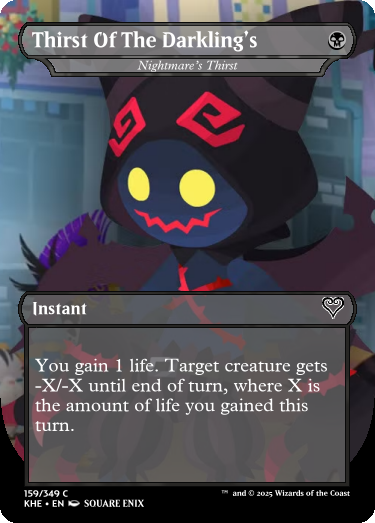 Thirst Of The Darkling's
Nightmare's Thirst
Instant
You gain 1 life. Target creature gets
-X/-X until end of turn, where X is
the amount of life you gained this
turn.
159/349 C
KHE • EN SQUARE ENIX
™ and © 2025 Wizards of the Coast